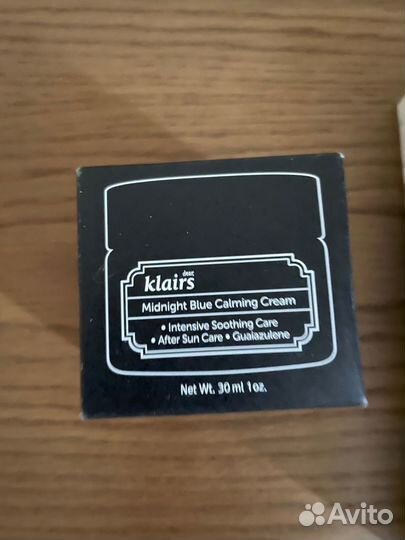 dear,
klairs
Midnight Blue Calming Cream
• Intensive Soothing Care
• After Sun Care • Guaiazulene
Net Wt. 30 ml 1oz.
Avito